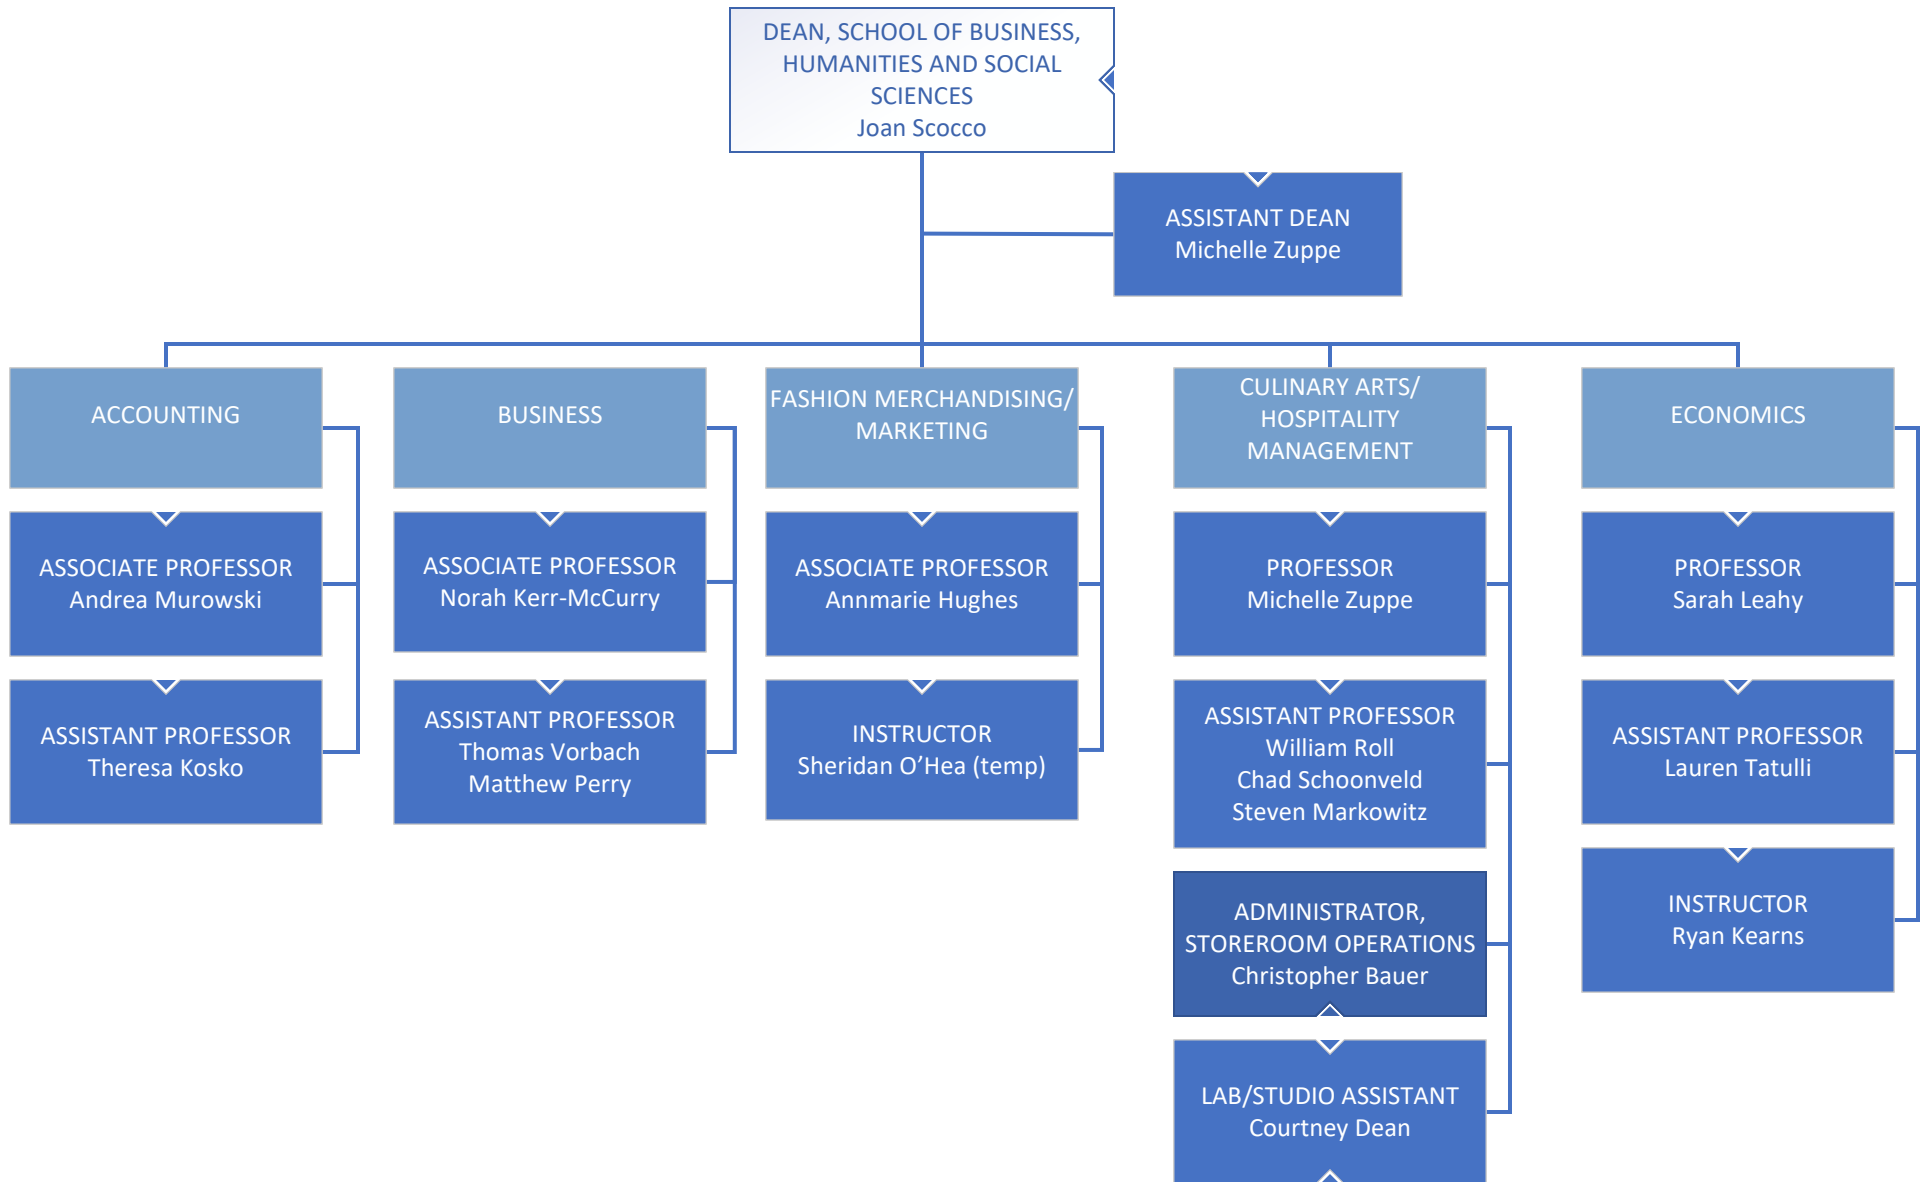 DEAN, SCHOOL OF BUSINESS,
HUMANITIES AND SOCIAL
SCIENCES
Joan Scocco
ASSISTANT DEAN
Michelle Zuppe
ACCOUNTING
ASSOCIATE PROFESSOR
Andrea Murowski
ASSISTANT PROFESSOR
Theresa Kosko
BUSINESS
ASSOCIATE PROFESSOR
Norah Kerr-McCurry
ASSISTANT PROFESSOR
Thomas Vorbach
Matthew Perry
FASHION MERCHANDISING/
MARKETING
ASSOCIATE PROFESSOR
Annmarie Hughes
INSTRUCTOR
Sheridan O’Hea (temp)
CULINARY ARTS/
HOSPITALITY
MANAGEMENT
PROFESSOR
Michelle Zuppe
ASSISTANT PROFESSOR
William Roll
Chad Schoonveld
Steven Markowitz
ADMINISTRATOR,
STOREROOM OPERATIONS
Christopher Bauer
LAB/STUDIO ASSISTANT
Courtney Dean
ECONOMICS
PROFESSOR
Sarah Leahy
ASSISTANT PROFESSOR
Lauren Tatulli
INSTRUCTOR
Ryan Kearns